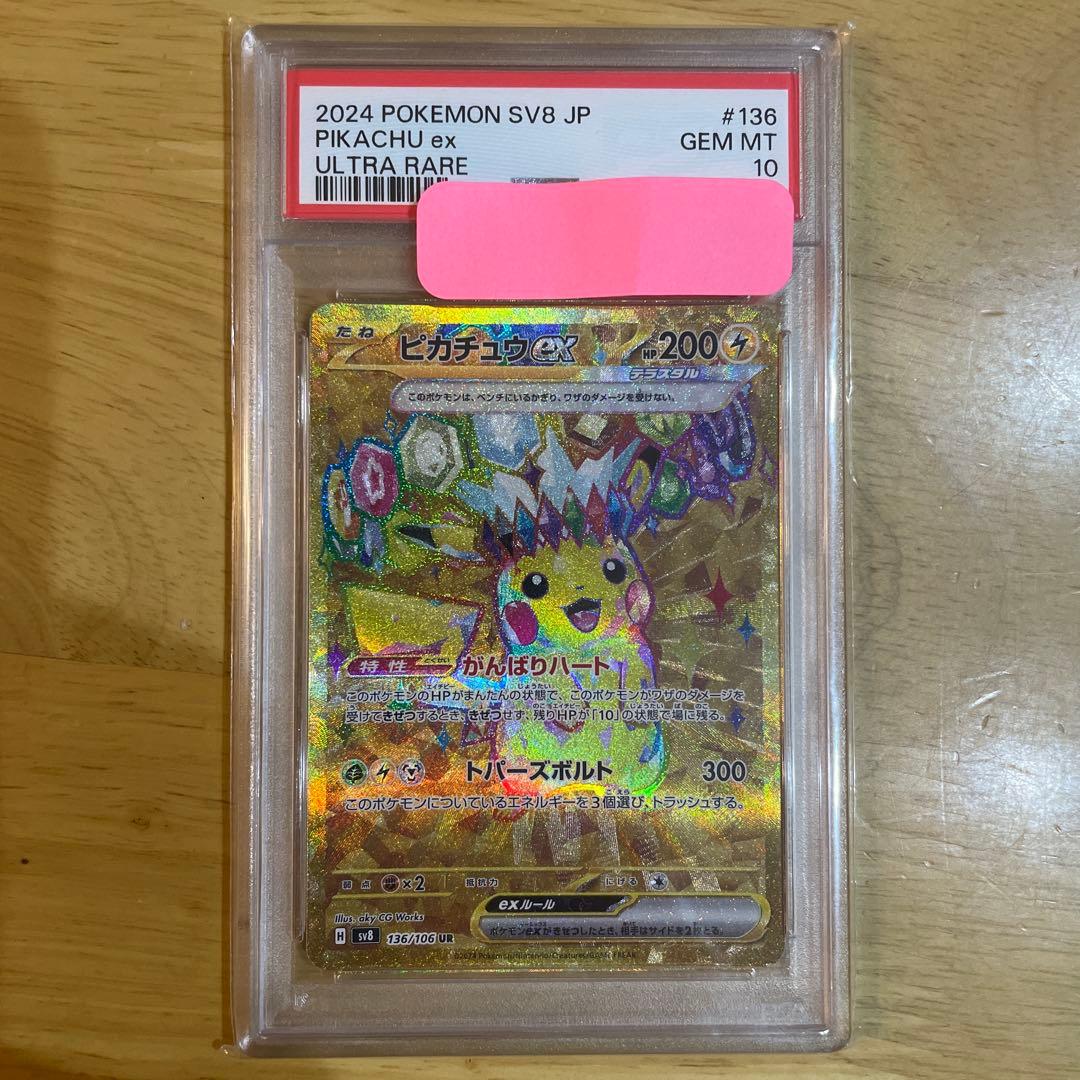 2024 POKEMON SV8 JP #136
PIKACHU ex GEM MT
ULTRA RARE 10
たね ピカチュウex HP200
テラスタル
このポケモンは、ベンチにいるかぎり、ワザのダメージを受けない。
特性 とくせい がんばりハート
このポケモンのHPがまんたんの状態で、このポケモンがワザのダメージを
受けてきぜつするとき、きぜつせず、残りHPが「10」の状態で場に残る。
トパーズボルト 300
このポケモンについているエネルギーを3個選び、トラッシュする。
弱点 ×2 抵抗力 にげる
exルール
ポケモンexがきぜつしたとき、相手はサイドを2枚とる。
Illus. aky CG Works
H SV8 136/106 UR
©2024 Pokémon/Nintendo/Creatures/GAME FREAK